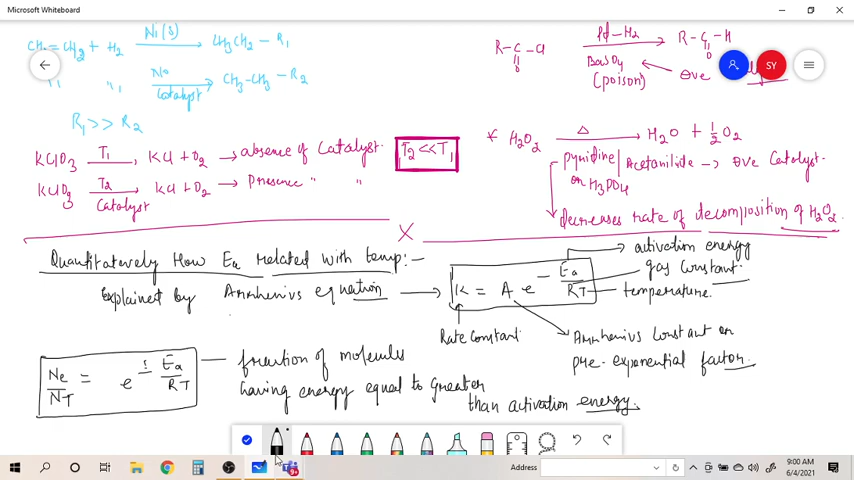 Microsoft Whiteboard
CH2=CH2 + H2 Ni(s) CH3CH2 - R1
" " " No Catalyst CH3-CH3 - R2
R1 >> R2
R-C-Cl Pd-H2 R-C-H
O BaSO4 O
(poison) ⊖ve
SY
KClO3 T1 KCl + O2 → absence of Catalyst.
T2 << T1
KClO3 T2 KCl + O2 → Presence " "
Catalyst
* H2O2 Δ H2O + 1/2 O2
pyridine / Acetanilide → ⊖ve Catalyst.
or H3PO4
decreases rate of decomposition of H2O2.
X
Quantitatevely How Ea related with temp:-
Explained by Arrhenius equation → K = A e - Ea/RT
activation energy
gas constant
temperature.
Rate Constant
Arrhenius Constant or
pre-exponential factor.
Ne/NT = e - Ea/RT
fraction of molecules
having energy equal to greater
than activation energy.
Address
9:00 AM
6/4/2021